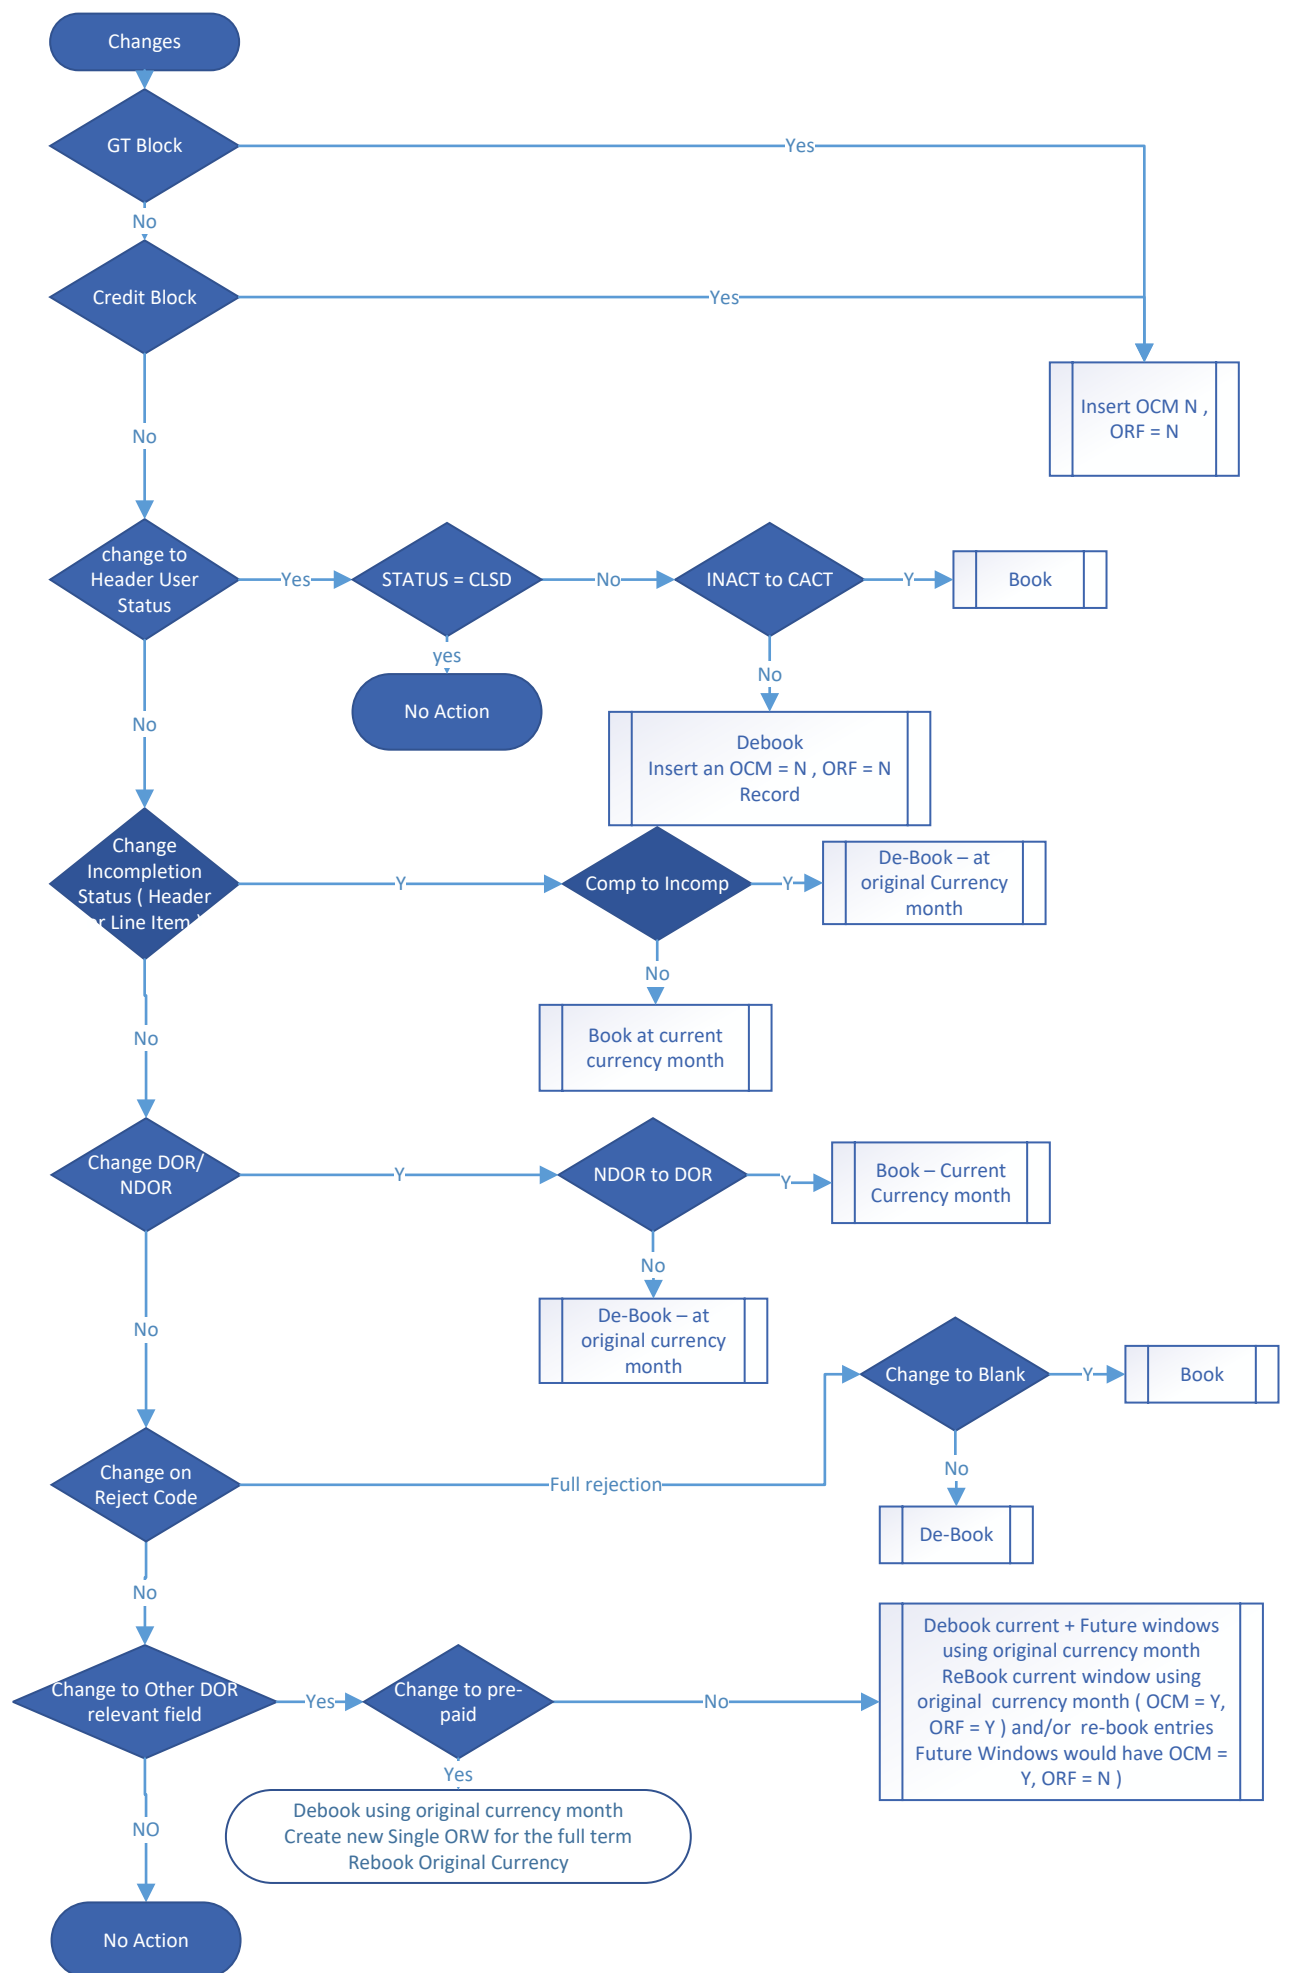 Changes
GT Block
Yes
No
Credit Block
Yes
Insert OCM N ,
ORF = N
No
change to
Header User
Status
Yes
STATUS = CLSD
No
INACT to CACT
Y
Book
yes
No
No Action
No
Debook
Insert an OCM = N , ORF = N
Record
Change
Incompletion
Status ( Header
or Line Item )
Y
Comp to Incomp
Y
De-Book – at
original Currency
month
No
Book at current
currency month
No
Change DOR/
NDOR
Y
NDOR to DOR
Y
Book – Current
Currency month
No
De-Book – at
original currency
month
No
Change to Blank
Y
Book
Change on
Reject Code
Full rejection
No
De-Book
No
Change to Other DOR
relevant field
Yes
Change to pre-
paid
No
Debook current + Future windows
using original currency month
ReBook current window using
original  currency month ( OCM = Y,
ORF = Y ) and/or  re-book entries
Future Windows would have OCM =
Y, ORF = N )
Yes
Debook using original currency month
Create new Single ORW for the full term
Rebook Original Currency
NO
No Action